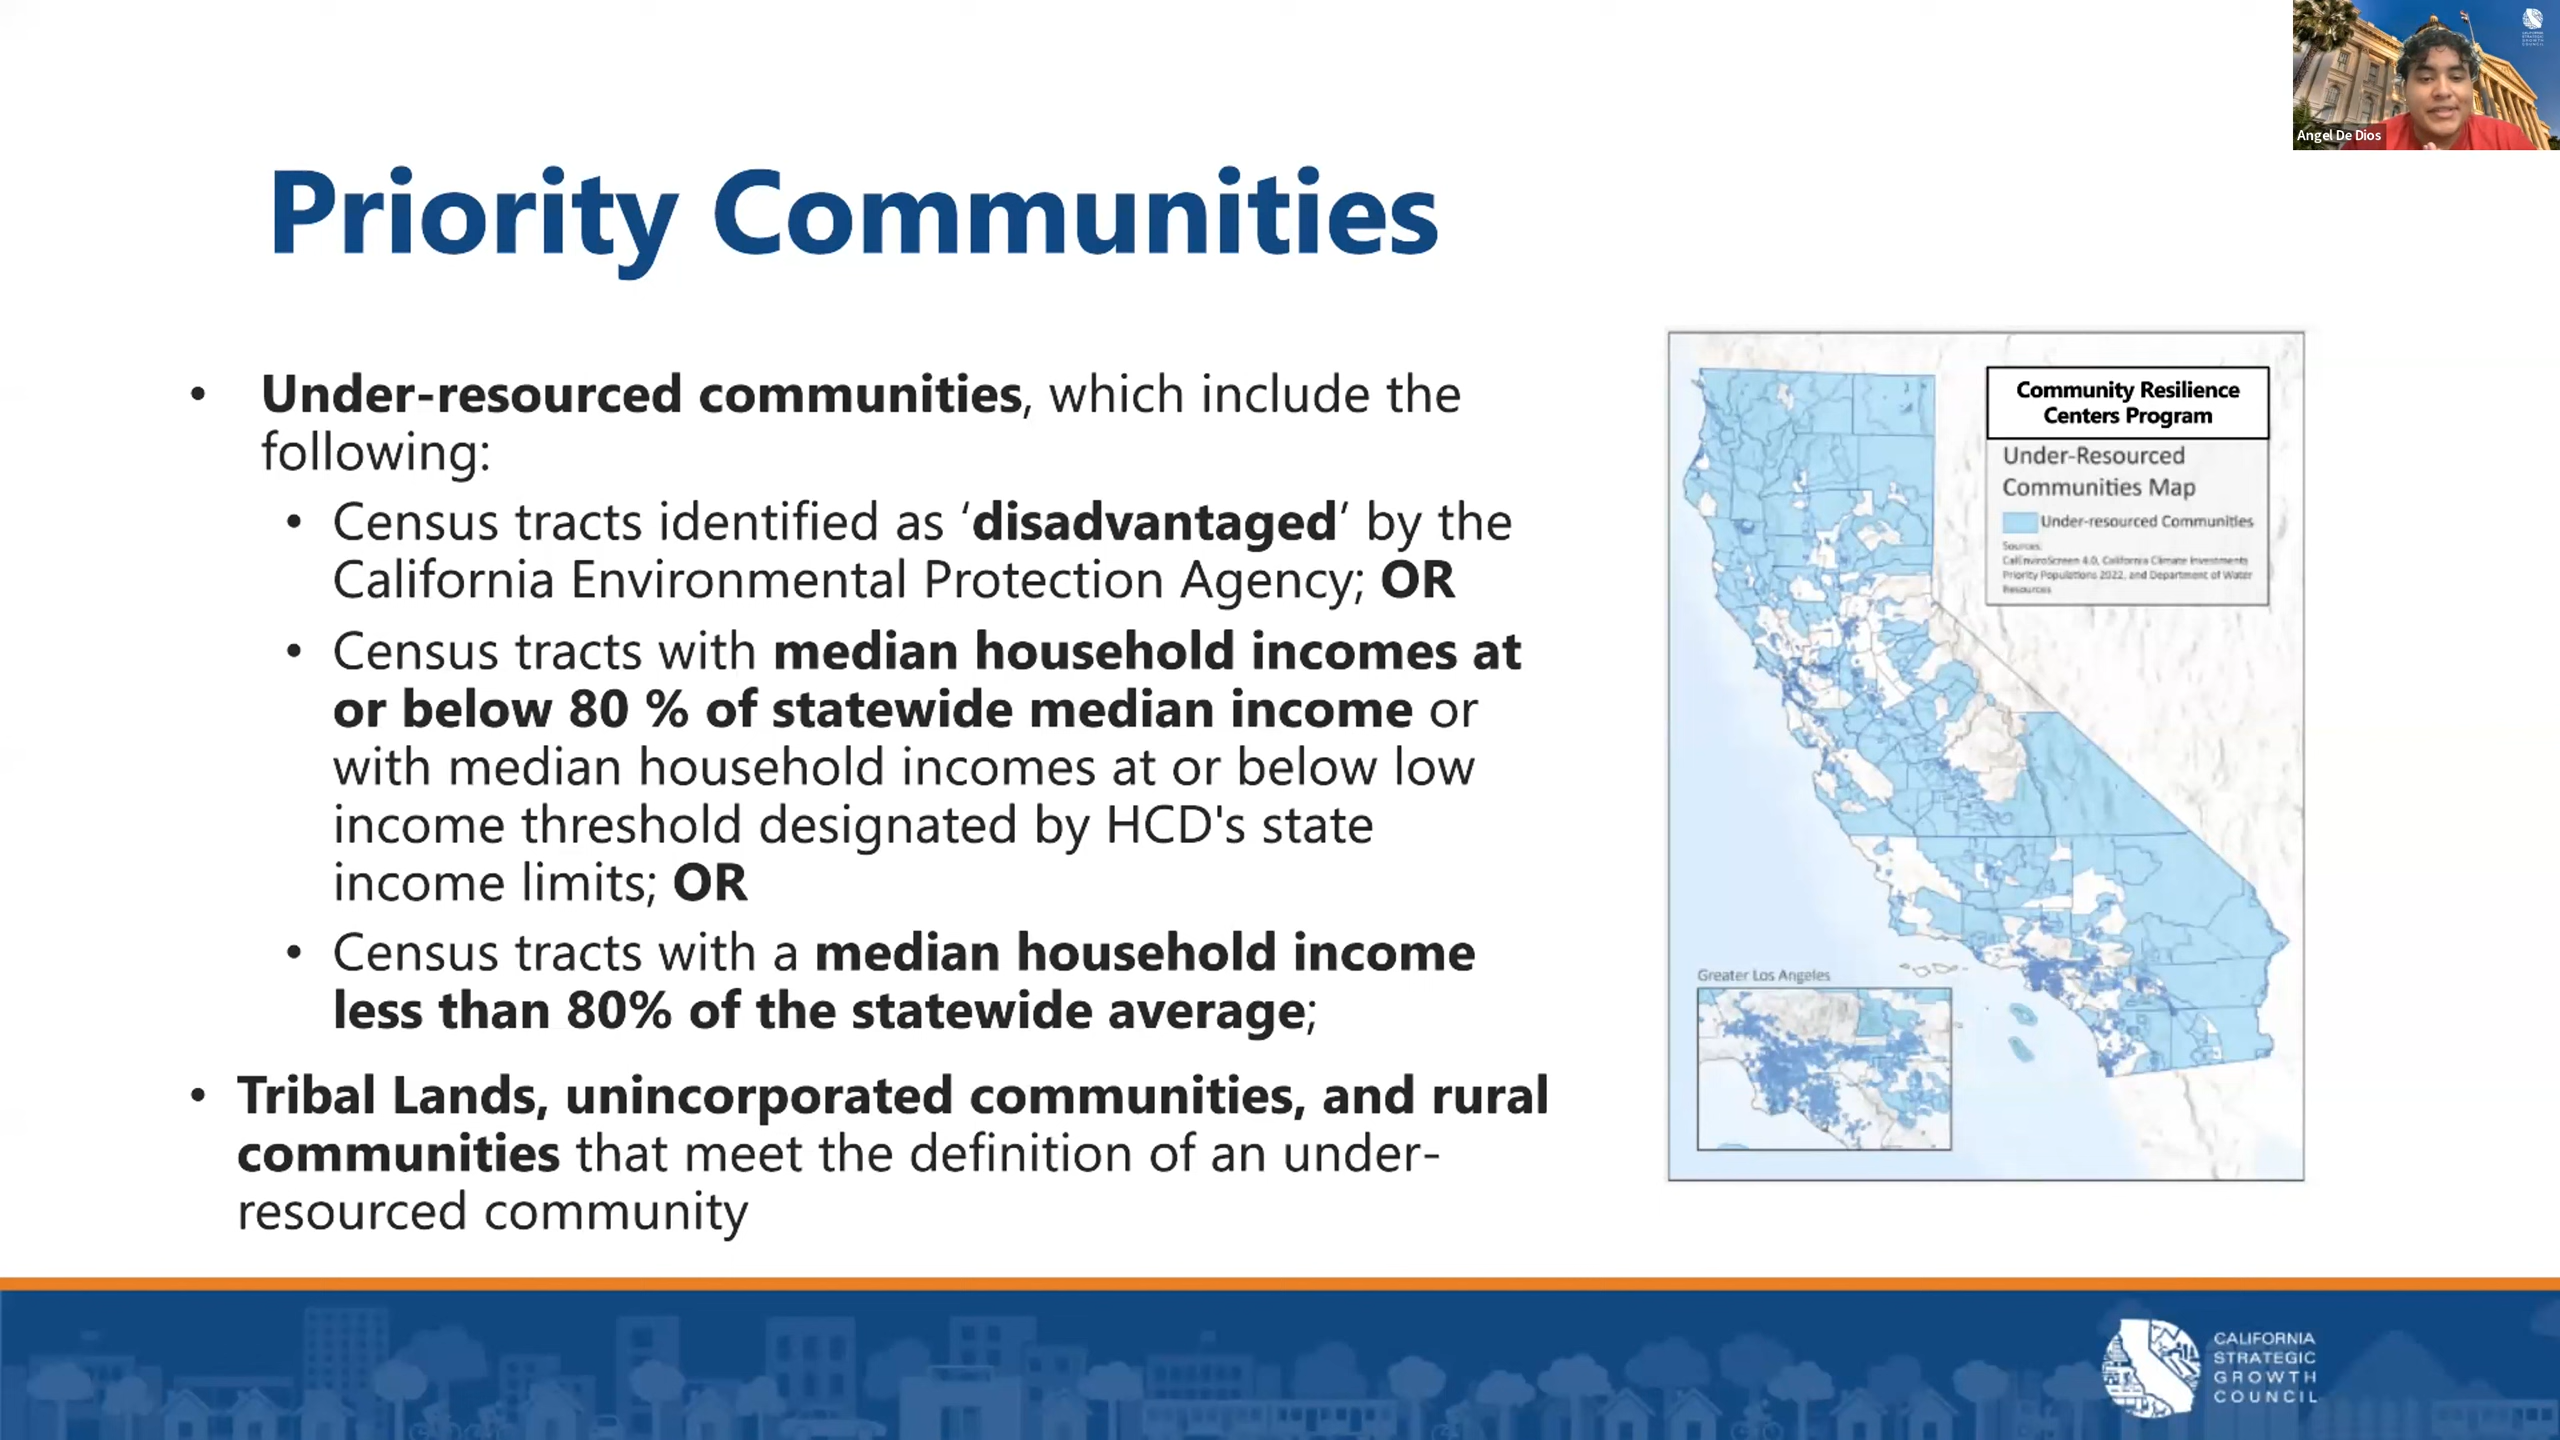 Angel De Dios
Priority Communities
• Under-resourced communities, which include the
following:
• Census tracts identified as ‘disadvantaged’ by the
California Environmental Protection Agency; OR
• Census tracts with median household incomes at
or below 80 % of statewide median income or
with median household incomes at or below low
income threshold designated by HCD's state
income limits; OR
• Census tracts with a median household income
less than 80% of the statewide average;
• Tribal Lands, unincorporated communities, and rural
communities that meet the definition of an under-
resourced community
Community Resilience
Centers Program
Under-Resourced
Communities Map
Under-resourced Communities
Sources:
CalEnviroScreen 4.0, California Climate Investments
Priority Populations 2022, and Department of Water
Resources
Greater Los Angeles
CALIFORNIA
STRATEGIC
GROWTH
COUNCIL